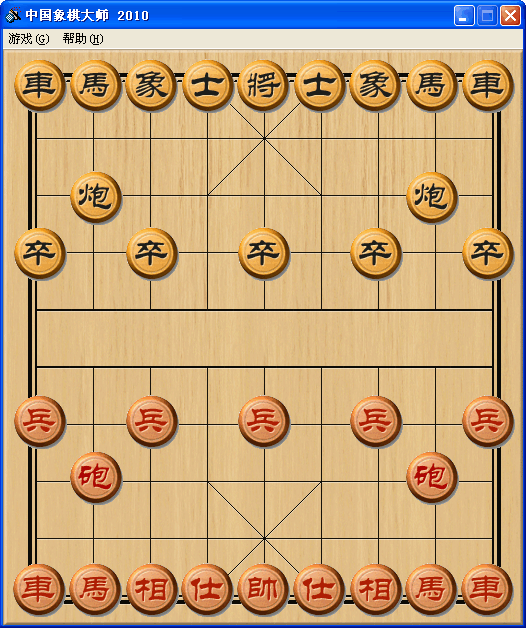 中国象棋大师 2010
游戏(G) 帮助(H)
車 馬 象 士 將 士 象 馬 車
炮 炮
卒 卒 卒 卒 卒
兵 兵 兵 兵 兵
砲 砲
車 馬 相 仕 帥 仕 相 馬 車